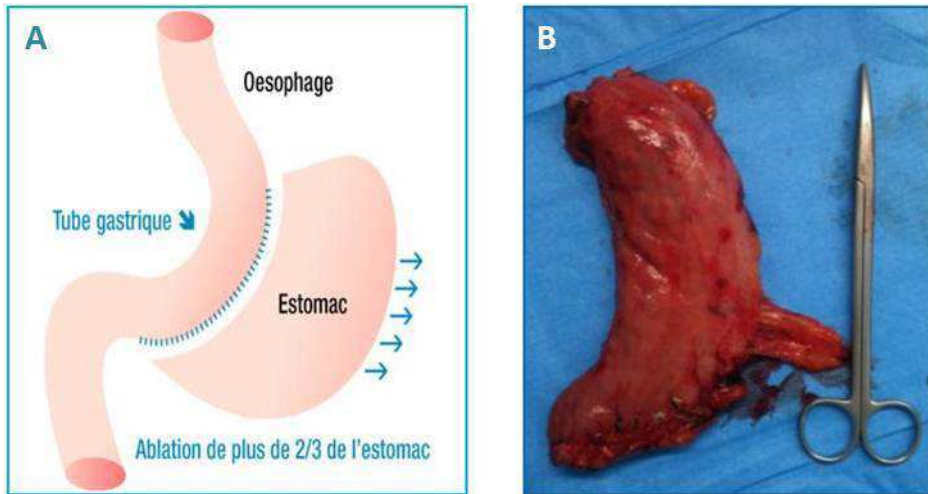 A
Oesophage
Tube gastrique
Estomac
Ablation de plus de 2/3 de l'estomac
B